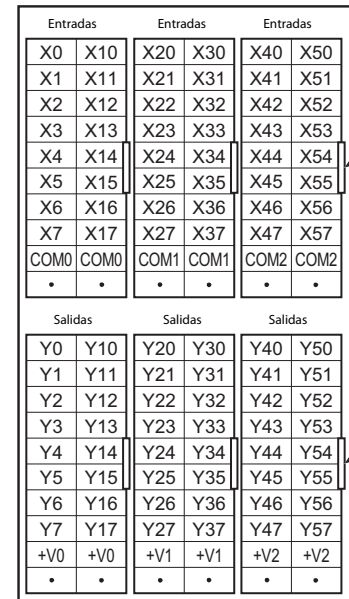 Entradas Entradas Entradas
X0 X10 X20 X30 X40 X50
X1 X11 X21 X31 X41 X51
X2 X12 X22 X32 X42 X52
X3 X13 X23 X33 X43 X53
X4 X14 X24 X34 X44 X54
X5 X15 X25 X35 X45 X55
X6 X16 X26 X36 X46 X56
X7 X17 X27 X37 X47 X57
COM0 COM0 COM1 COM1 COM2 COM2
• • • • • •
Salidas Salidas Salidas
Y0 Y10 Y20 Y30 Y40 Y50
Y1 Y11 Y21 Y31 Y41 Y51
Y2 Y12 Y22 Y32 Y42 Y52
Y3 Y13 Y23 Y33 Y43 Y53
Y4 Y14 Y24 Y34 Y44 Y54
Y5 Y15 Y25 Y35 Y45 Y55
Y6 Y16 Y26 Y36 Y46 Y56
Y7 Y17 Y27 Y37 Y47 Y57
+V0 +V0 +V1 +V1 +V2 +V2
• • • • • •